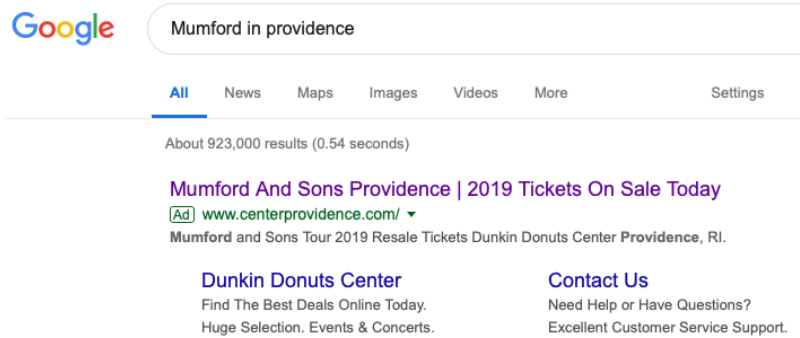 Google
Mumford in providence
All News Maps Images Videos More Settings
About 923,000 results (0.54 seconds)
Mumford And Sons Providence | 2019 Tickets On Sale Today
Ad www.centerprovidence.com/
Mumford and Sons Tour 2019 Resale Tickets Dunkin Donuts Center Providence, RI.
Dunkin Donuts Center Contact Us
Find The Best Deals Online Today. Need Help or Have Questions?
Huge Selection. Events & Concerts. Excellent Customer Service Support.